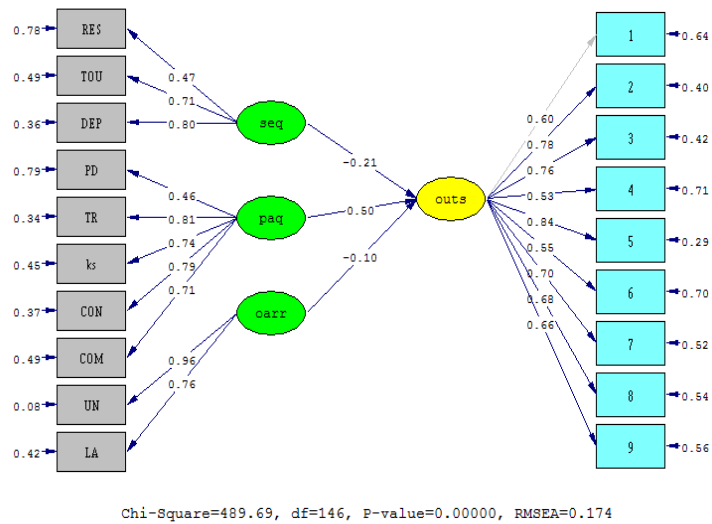 0.78 RES 0.47
0.49 TOU 0.71
0.36 DEP 0.80
0.79 PD 0.46
0.34 TR 0.81
0.45 ks 0.74
0.37 CON 0.79
0.49 COM 0.71
0.08 UN 0.96
0.42 LA 0.76
seq -0.21
paq 0.50
oarr -0.10
outs
0.60 1 0.64
0.78 2 0.40
0.76 3 0.42
0.53 4 0.71
0.84 5 0.29
0.55 6 0.70
0.70 7 0.52
0.68 8 0.54
0.66 9 0.56
Chi-Square=489.69, df=146, P-value=0.00000, RMSEA=0.174